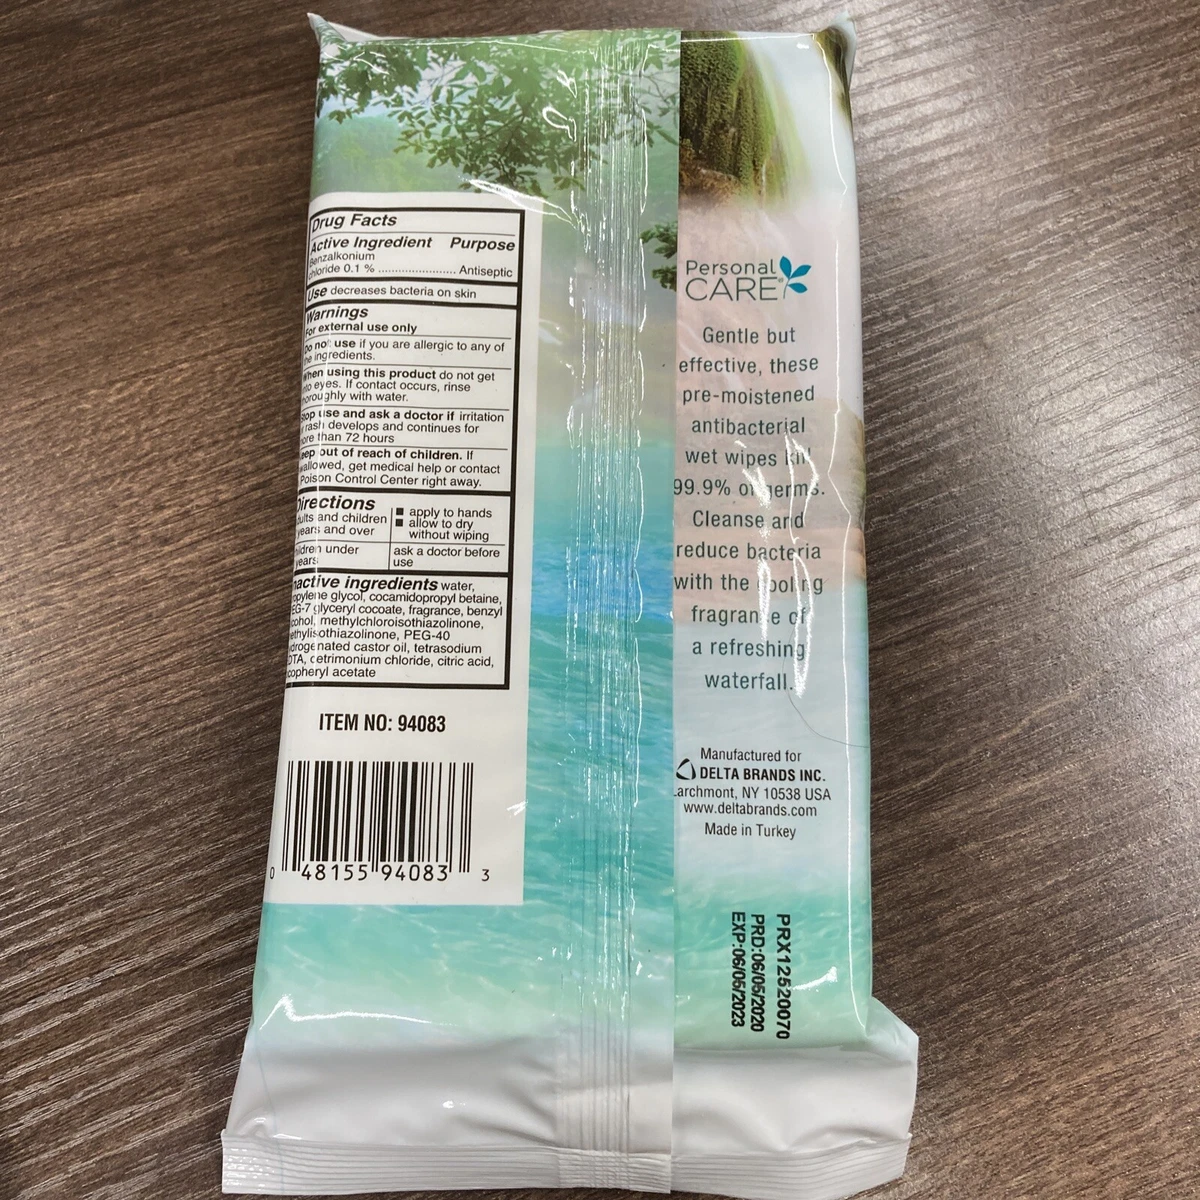 Drug Facts
Active Ingredient Purpose
Benzalkonium
chloride 0.1 % ........................ Antiseptic
Use decreases bacteria on skin
Warnings
For external use only
Do not use if you are allergic to any of
the ingredients.
When using this product do not get
into eyes. If contact occurs, rinse
thoroughly with water.
Stop use and ask a doctor if irritation
r rash develops and continues for
more than 72 hours
Keep out of reach of children. If
swallowed, get medical help or contact
Poison Control Center right away.
Directions
adults and children
years and over
■ apply to hands
■ allow to dry
without wiping
children under
years
ask a doctor before
use
Inactive ingredients water,
propylene glycol, cocamidopropyl betaine,
PEG-7 glyceryl cocoate, fragrance, benzyl
alcohol, methylchloroisothiazolinone,
methylisothiazolinone, PEG-40
hydrogenated castor oil, tetrasodium
EDTA, cetrimonium chloride, citric acid,
tocopheryl acetate
ITEM NO: 94083
0 48155 94083 3
Personal
CARE®
Gentle but
effective, these
pre-moistened
antibacterial
wet wipes kill
99.9% of germs.
Cleanse and
reduce bacteria
with the cooling
fragrance of
a refreshing
waterfall.
Manufactured for
DELTA BRANDS INC.
Larchmont, NY 10538 USA
www.deltabrands.com
Made in Turkey
PRX12520070
PRD:06/05/2020
EXP:06/05/2023